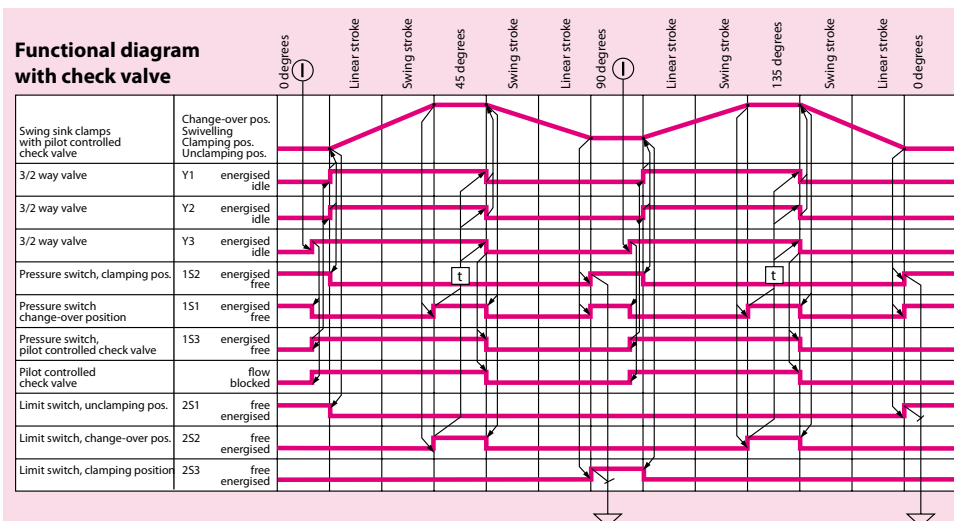 Functional diagram
with check valve
0 degrees
Linear stroke
Swing stroke
45 degrees
Swing stroke
Linear stroke
90 degrees
Linear stroke
Swing stroke
135 degrees
Swing stroke
Linear stroke
0 degrees
Swing sink clamps
with pilot controlled
check valve
Change-over pos.
Swivelling
Clamping pos.
Unclamping pos.
3/2 way valve Y1 energised
idle
3/2 way valve Y2 energised
idle
3/2 way valve Y3 energised
idle
Pressure switch, clamping pos. 1S2 energised
free
t
t
Pressure switch 1S1 energised
change-over position free
Pressure switch, 1S3 energised
pilot controlled check valve free
Pilot controlled flow
check valve blocked
Limit switch, unclamping pos. 2S1 free
energised
Limit switch, change-over pos. 2S2 free
energised
Limit switch, clamping position 2S3 free
energised